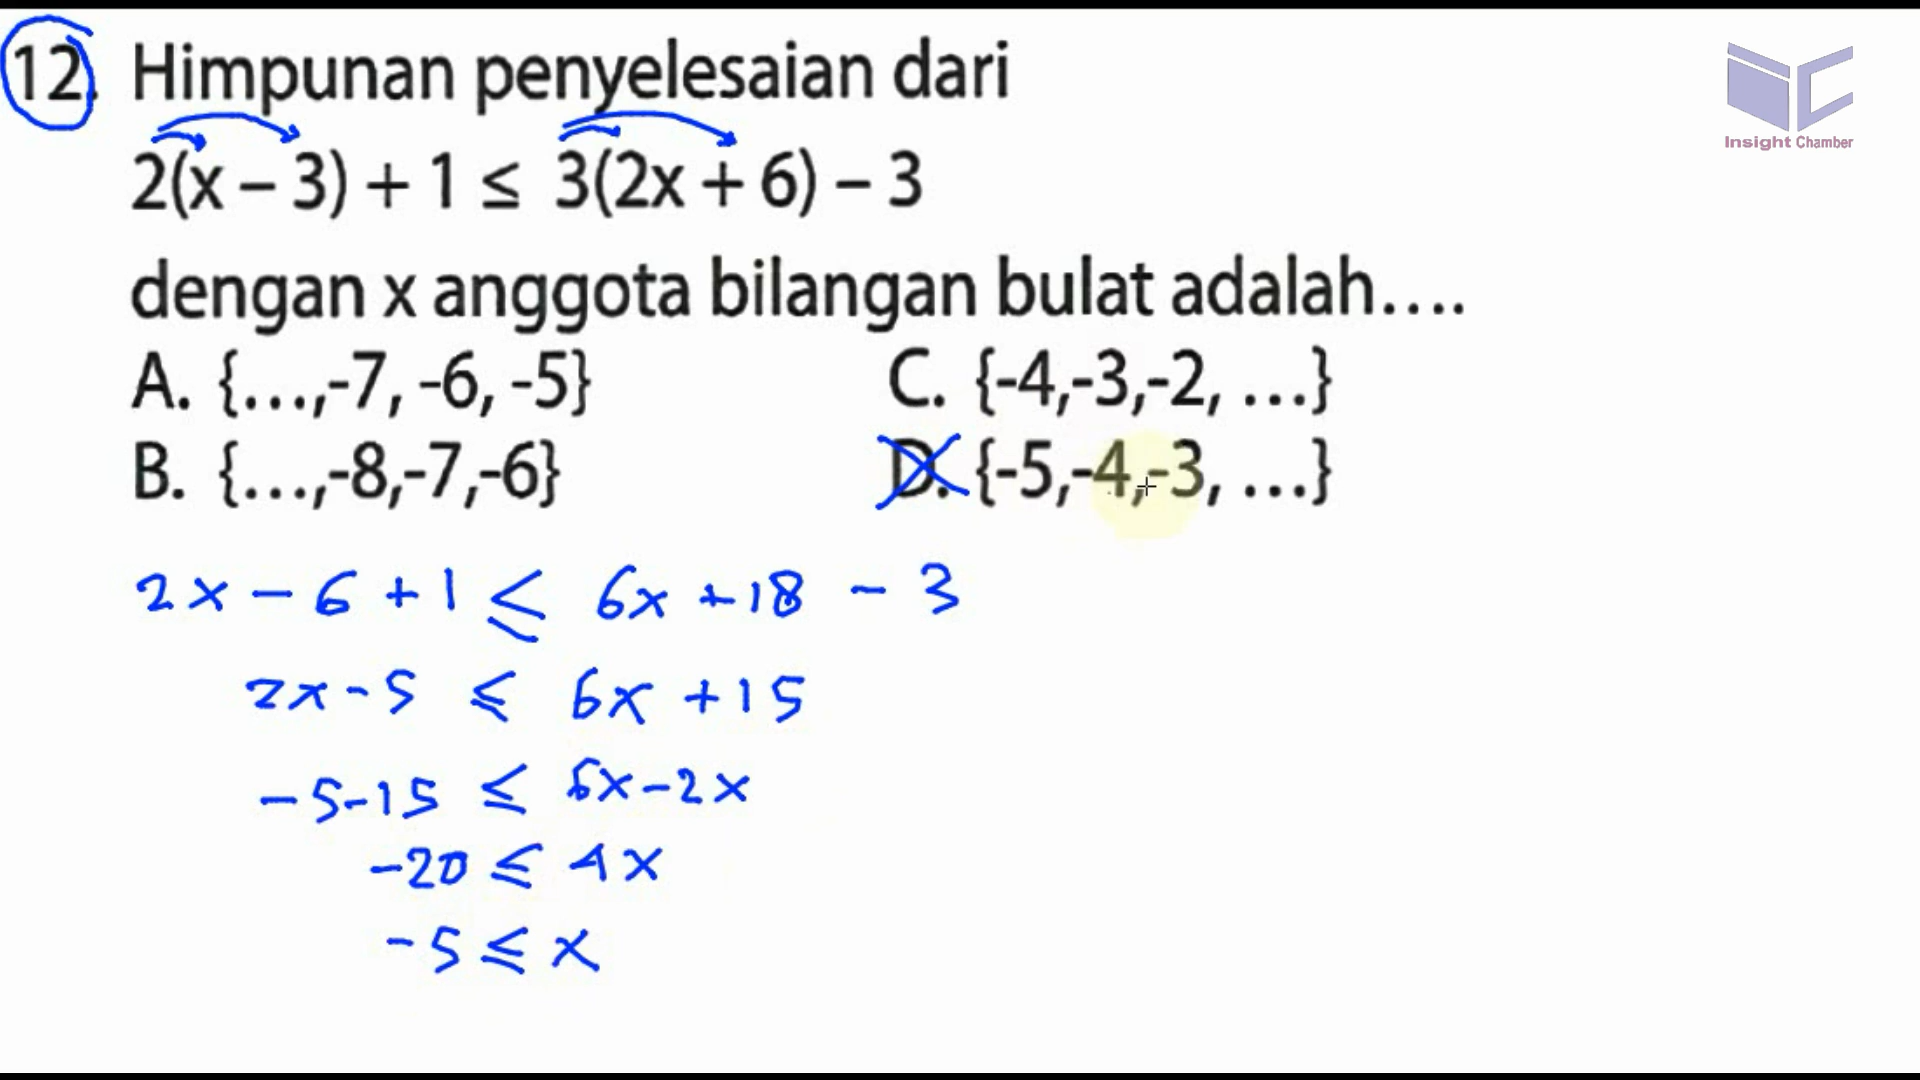 12. Himpunan penyelesaian dari
Insight Chamber
2(x – 3) + 1 ≤ 3(2x + 6) – 3
dengan x anggota bilangan bulat adalah....
A. {...,-7, -6, -5}
C. {-4,-3,-2, ...}
B. {...,-8,-7,-6}
D. {-5,-4,-3, ...}
2x - 6 + 1 ≤ 6x + 18 - 3
2x - 5 ≤ 6x + 15
-5-15 ≤ 6x-2x
-20 ≤ 4x
-5 ≤ x